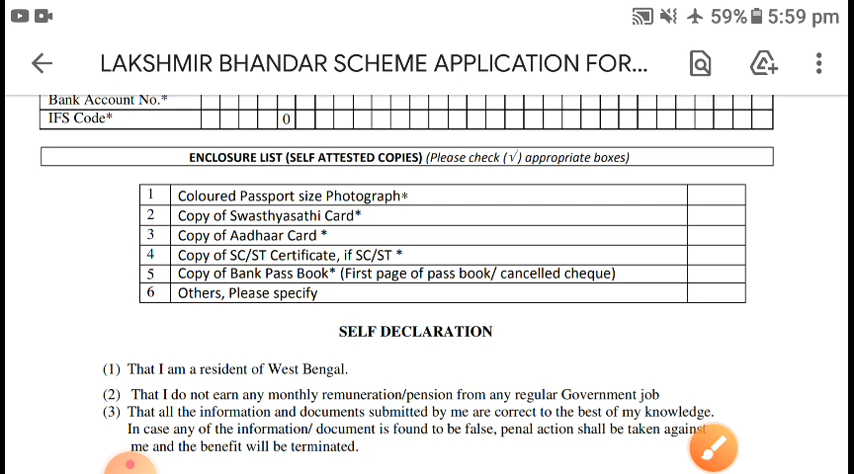 59% 5:59 pm
LAKSHMIR BHANDAR SCHEME APPLICATION FOR...
Bank Account No.*
IFS Code* 0
ENCLOSURE LIST (SELF ATTESTED COPIES) (Please check (√) appropriate boxes)
1 Coloured Passport size Photograph*
2 Copy of Swasthyasathi Card*
3 Copy of Aadhaar Card *
4 Copy of SC/ST Certificate, if SC/ST *
5 Copy of Bank Pass Book* (First page of pass book/ cancelled cheque)
6 Others, Please specify
SELF DECLARATION
(1) That I am a resident of West Bengal.
(2) That I do not earn any monthly remuneration/pension from any regular Government job
(3) That all the information and documents submitted by me are correct to the best of my knowledge.
In case any of the information/ document is found to be false, penal action shall be taken against
me and the benefit will be terminated.